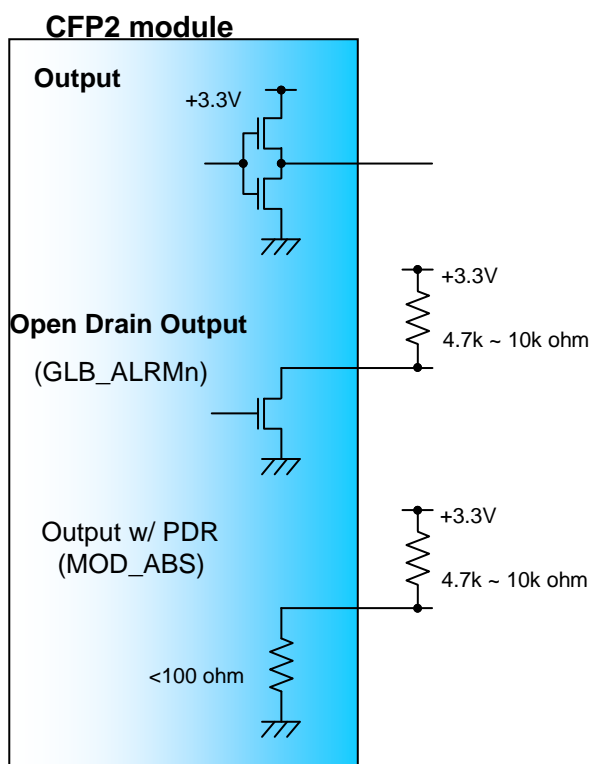 CFP2 module
Output
+3.3V
+3.3V
Open Drain Output
4.7k ~ 10k ohm
(GLB_ALRMn)
+3.3V
Output w/ PDR
(MOD_ABS)
4.7k ~ 10k ohm
<100 ohm